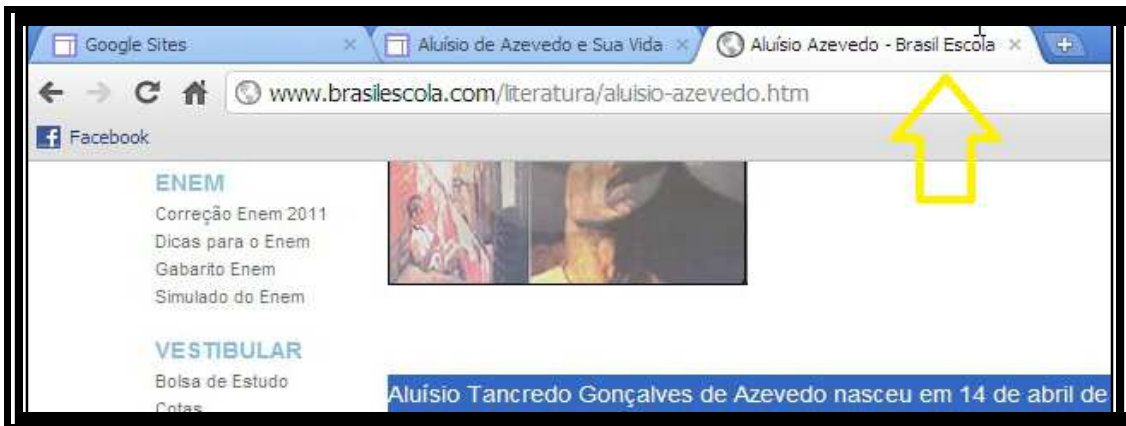 Google Sites
Aluísio de Azevedo e Sua Vida
Aluísio Azevedo - Brasil Escola
www.brasilescola.com/literatura/aluisio-azevedo.htm
Facebook
ENEM
Correção Enem 2011
Dicas para o Enem
Gabarito Enem
Simulado do Enem
VESTIBULAR
Bolsa de Estudo
Cotas
Aluísio Tancredo Gonçalves de Azevedo nasceu em 14 de abril de